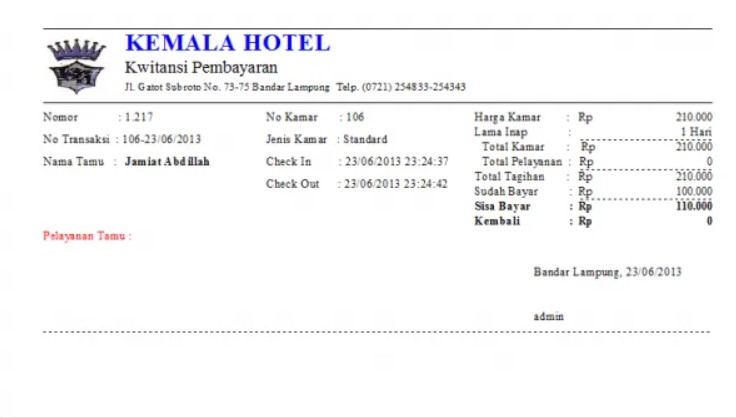 KEMALA HOTEL
Kwitansi Pembayaran
Jl. Gatot Subroto No. 73-75 Bandar Lampung Telp. (0721) 254833-254343
Nomor : 1.217 No Kamar : 106 Harga Kamar : Rp 210.000
Lama Inap : 1 Hari
No Transaksi : 106-23/06/2013 Jenis Kamar : Standard Total Kamar : Rp 210.000
Nama Tamu : Jamiat Abdillah Check In : 23/06/2013 23:24:37 Total Pelayanan : Rp 0
Total Tagihan : Rp 210.000
Check Out : 23/06/2013 23:24:42 Sudah Bayar : Rp 100.000
Sisa Bayar : Rp 110.000
Kembali : Rp 0
Pelayanan Tamu :
Bandar Lampung, 23/06/2013
admin